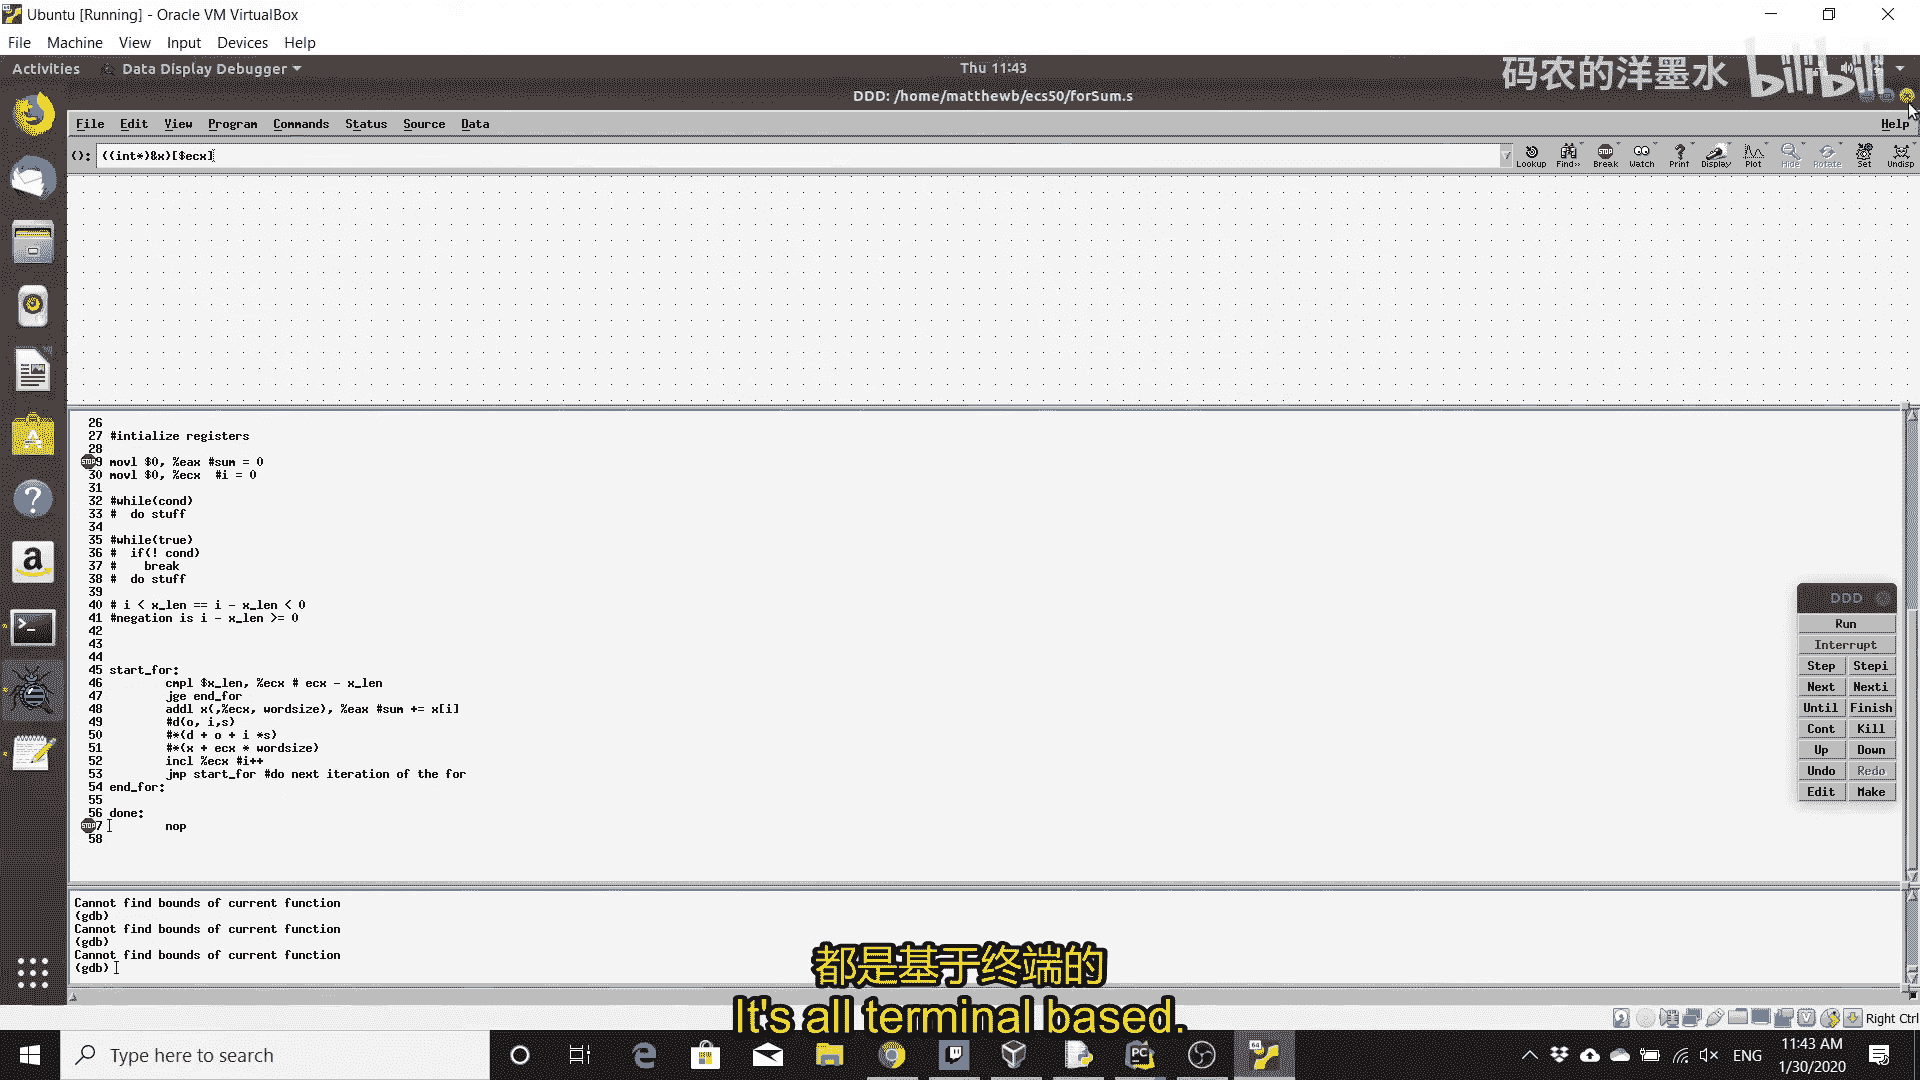 Ubuntu [Running] - Oracle VM VirtualBox
File Machine View Input Devices Help
Activities Data Display Debugger Thu 11:43
码农的洋墨水 bilibili
DDD: /home/matthewb/ecs50/forSum.s
File Edit View Program Commands Status Source Data Help
(): ((int*)&x)[$ecx]
Lookup Find>> Break Watch Print Display Plot Hide Rotate Set Undisp
26
27 #intialize registers
28
9 movl $0, %eax #sum = 0
30 movl $0, %ecx  #i = 0
31
32 #while(cond)
33 #  do stuff
34
35 #while(true)
36 #  if(! cond)
37 #    break
38 #  do stuff
39
40 # i < x_len == i - x_len < 0
41 #negation is i - x_len >= 0
42
43
44
45 start_for:
46 cmpl $x_len, %ecx # ecx - x_len
47 jge end_for
48 addl x(,%ecx, wordsize), %eax #sum += x[i]
49 #d(o, i,s)
50 #*(d + o + i *s)
51 #*(x + ecx * wordsize)
52 incl %ecx #i++
53 jmp start_for #do next iteration of the for
54 end_for:
55
56 done:
7 nop
58
DDD
Run
Interrupt
Step Stepi
Next Nexti
Until Finish
Cont Kill
Up Down
Undo Redo
Edit Make
Cannot find bounds of current function
(gdb)
Cannot find bounds of current function
(gdb)
Cannot find bounds of current function
(gdb)
都是基于终端的
It's all terminal based.
Right Ctrl
Type here to search
ENG
11:43 AM
1/30/2020